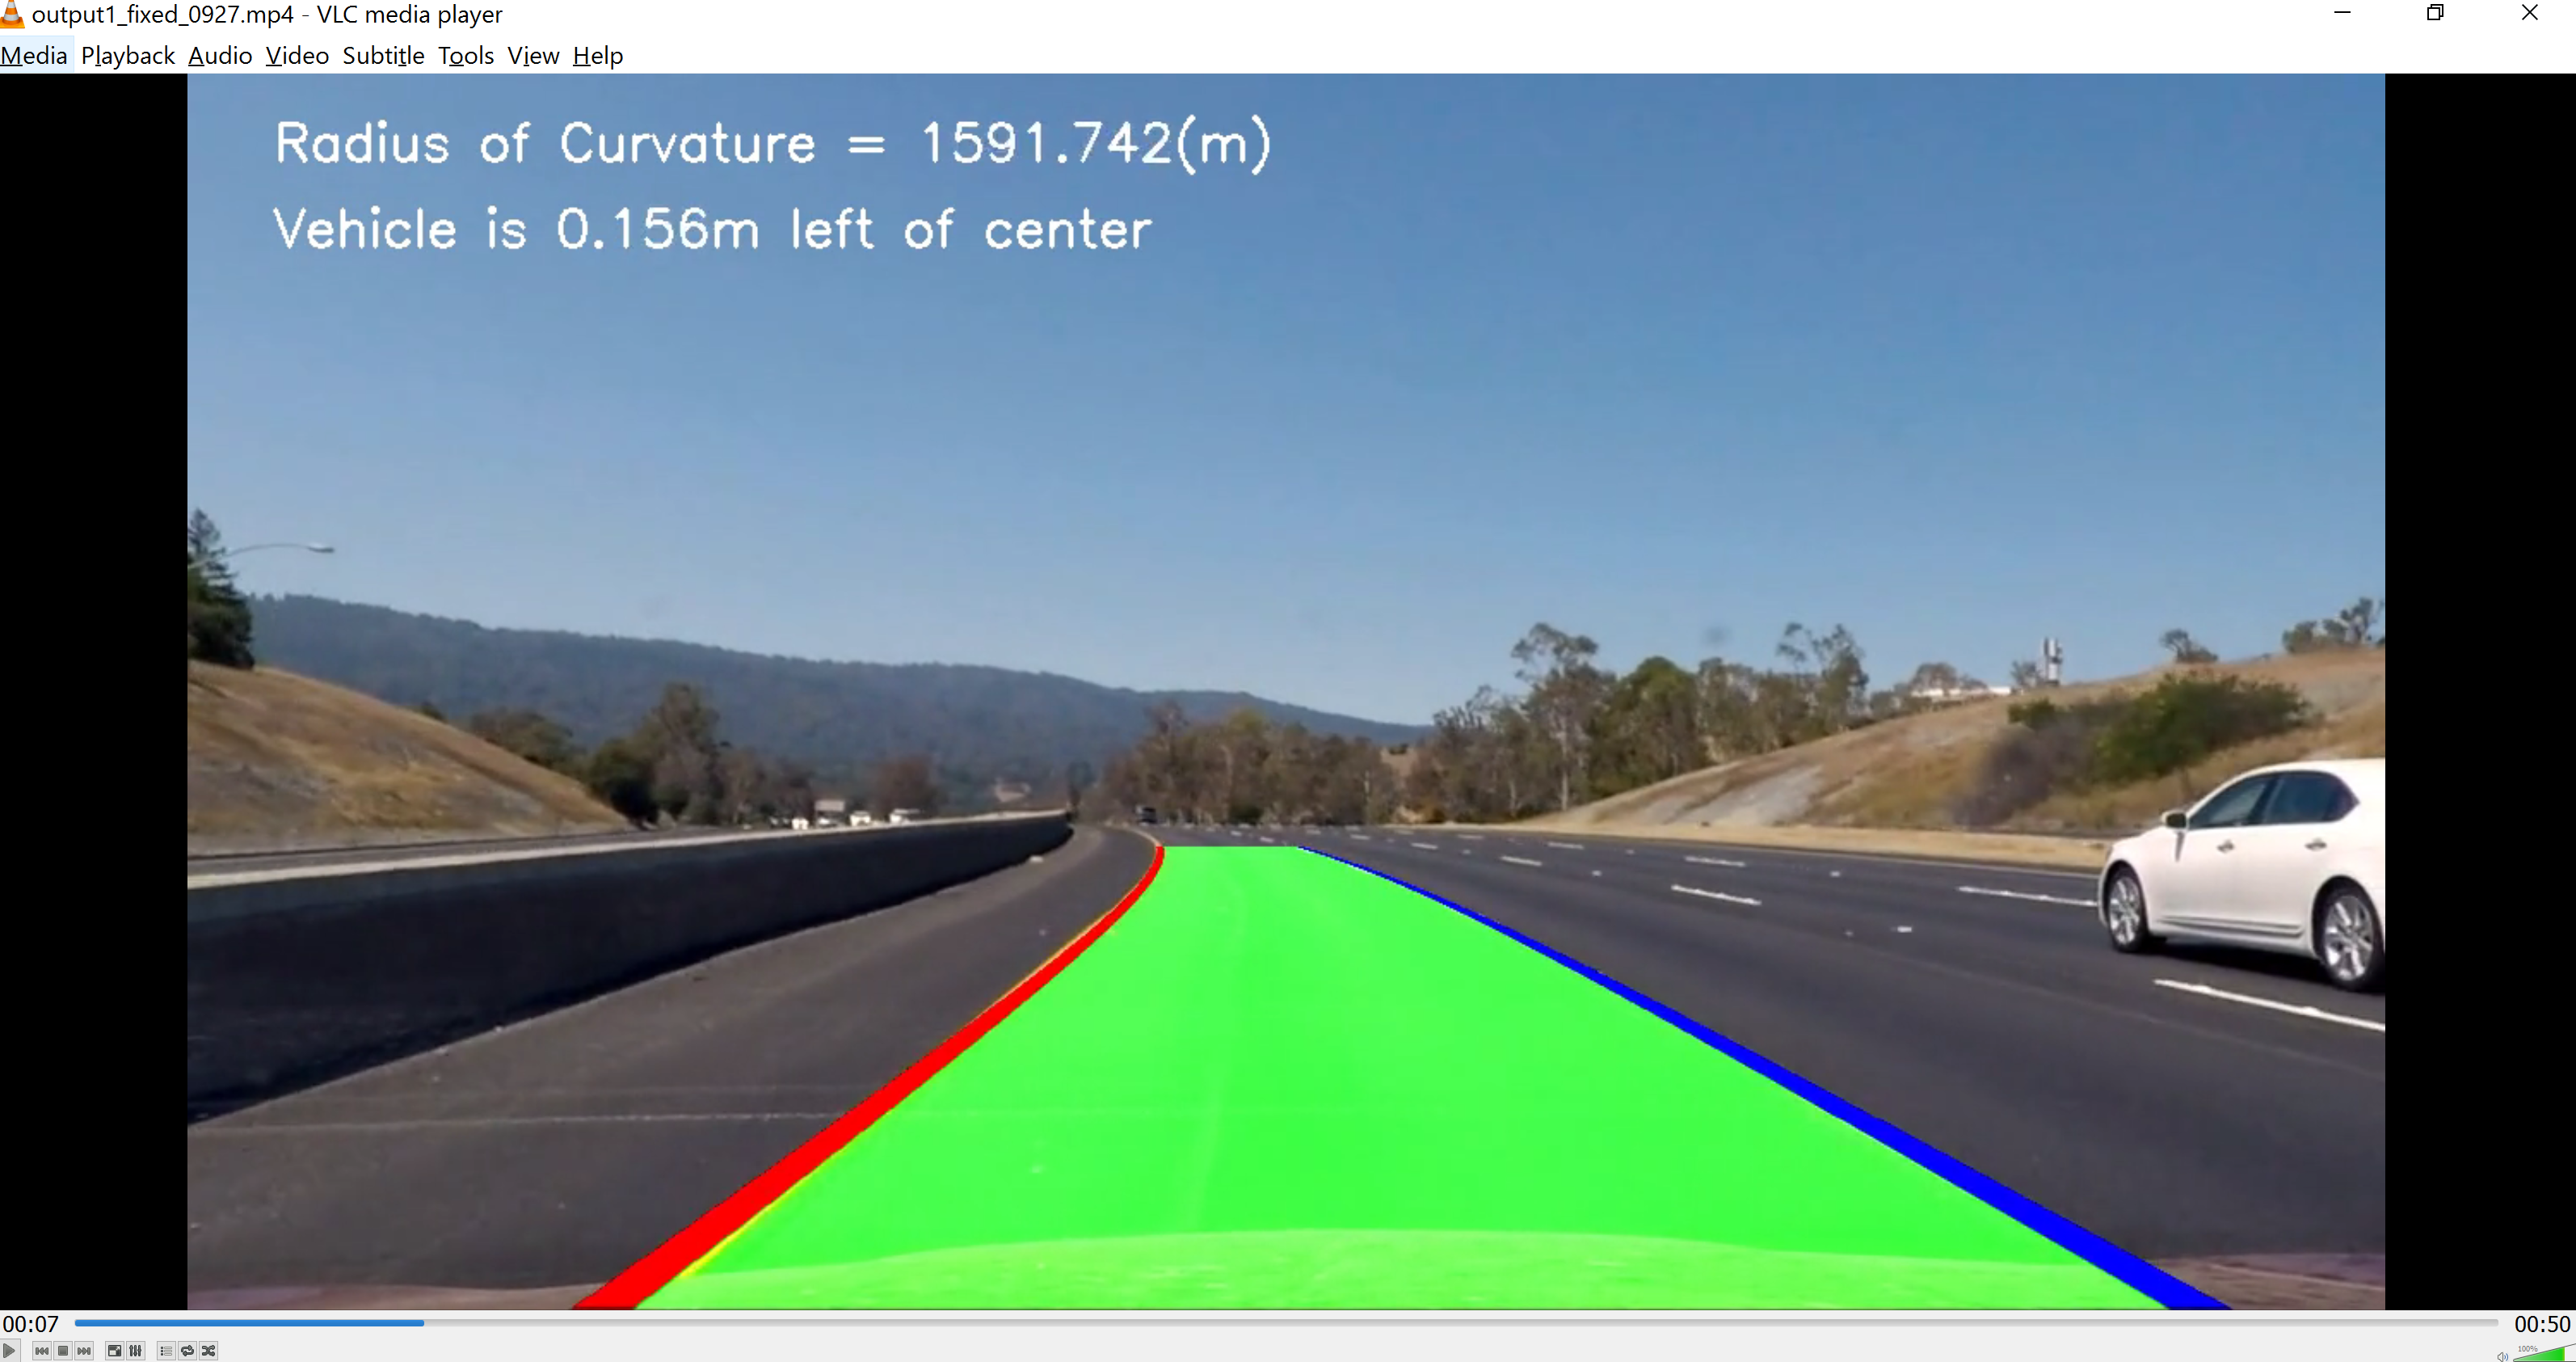 output1_fixed_0927.mp4 - VLC media player
Media Playback Audio Video Subtitle Tools View Help
Radius of Curvature = 1591.742(m)
Vehicle is 0.156m left of center
00:07
00:50
100%